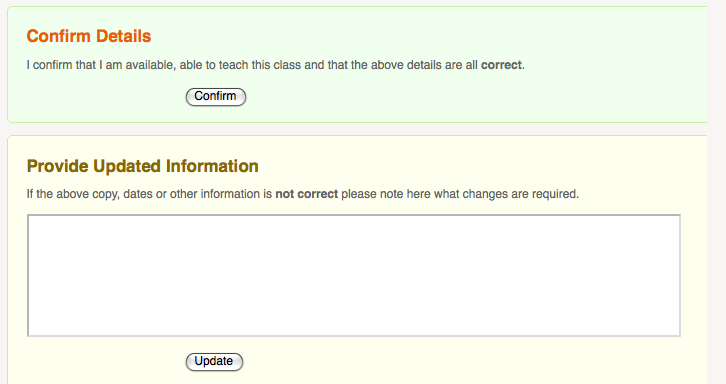 Confirm Details
I confirm that I am available, able to teach this class and that the above details are all correct.
Confirm
Provide Updated Information
If the above copy, dates or other information is not correct please note here what changes are required.
Update